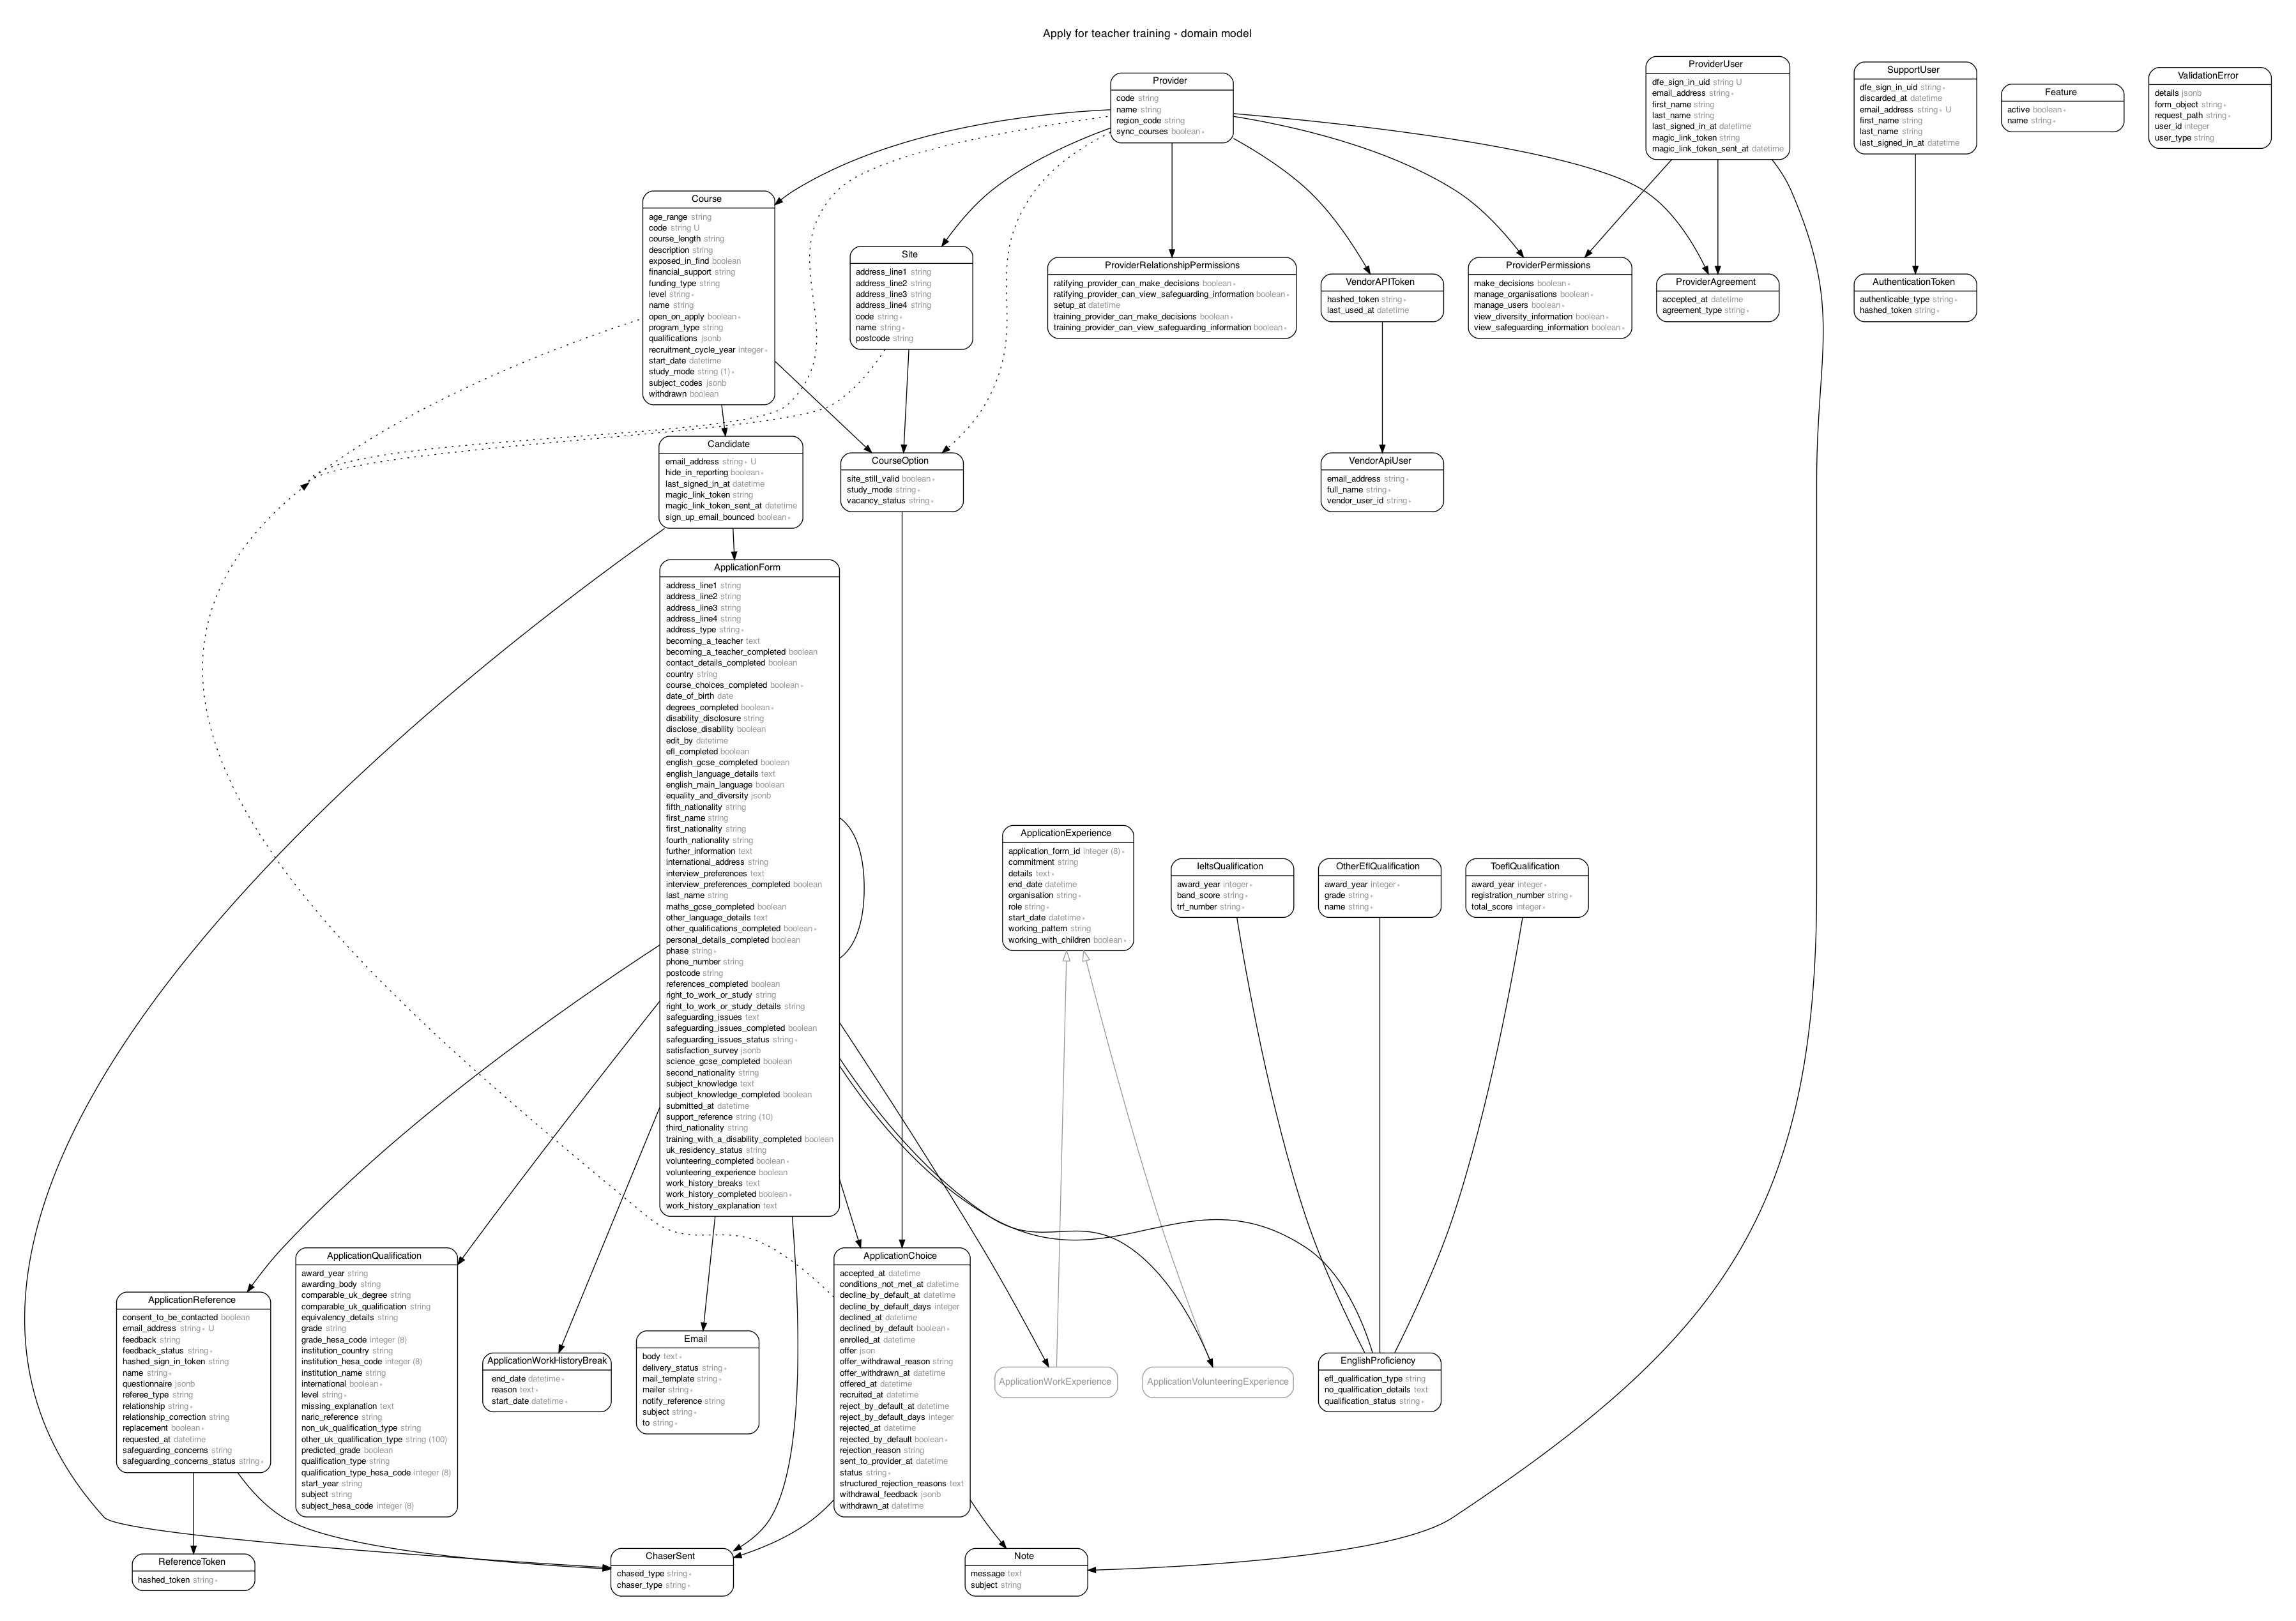 Apply for teacher training - domain model
Provider
code string
name string
region_code string
sync_courses boolean ∗
ProviderUser
dfe_sign_in_uid string U
email_address string ∗
first_name string
last_name string
last_signed_in_at datetime
magic_link_token string
magic_link_token_sent_at datetime
SupportUser
dfe_sign_in_uid string ∗
discarded_at datetime
email_address string ∗ U
first_name string
last_name string
last_signed_in_at datetime
Feature
active boolean ∗
name string ∗
ValidationError
details jsonb
form_object string ∗
request_path string ∗
user_id integer
user_type string
Course
age_range string
code string U
course_length string
description string
exposed_in_find boolean
financial_support string
funding_type string
level string ∗
name string
open_on_apply boolean ∗
program_type string
qualifications jsonb
recruitment_cycle_year integer ∗
start_date datetime
study_mode string (1) ∗
subject_codes jsonb
withdrawn boolean
Site
address_line1 string
address_line2 string
address_line3 string
address_line4 string
code string ∗
name string ∗
postcode string
ProviderRelationshipPermissions
ratifying_provider_can_make_decisions boolean ∗
ratifying_provider_can_view_safeguarding_information boolean ∗
setup_at datetime
training_provider_can_make_decisions boolean ∗
training_provider_can_view_safeguarding_information boolean ∗
VendorAPIToken
hashed_token string ∗
last_used_at datetime
ProviderPermissions
make_decisions boolean ∗
manage_organisations boolean ∗
manage_users boolean ∗
view_diversity_information boolean ∗
view_safeguarding_information boolean ∗
ProviderAgreement
accepted_at datetime
agreement_type string ∗
AuthenticationToken
authenticable_type string ∗
hashed_token string ∗
Candidate
email_address string ∗ U
hide_in_reporting boolean ∗
last_signed_in_at datetime
magic_link_token string
magic_link_token_sent_at datetime
sign_up_email_bounced boolean ∗
CourseOption
site_still_valid boolean ∗
study_mode string ∗
vacancy_status string ∗
VendorApiUser
email_address string ∗
full_name string ∗
vendor_user_id string ∗
ApplicationForm
address_line1 string
address_line2 string
address_line3 string
address_line4 string
address_type string ∗
becoming_a_teacher text
becoming_a_teacher_completed boolean
contact_details_completed boolean
country string
course_choices_completed boolean ∗
date_of_birth date
degrees_completed boolean ∗
disability_disclosure string
disclose_disability boolean
edit_by datetime
efl_completed boolean
english_gcse_completed boolean
english_language_details text
english_main_language boolean
equality_and_diversity jsonb
fifth_nationality string
first_name string
first_nationality string
fourth_nationality string
further_information text
international_address string
interview_preferences text
interview_preferences_completed boolean
last_name string
maths_gcse_completed boolean
other_language_details text
other_qualifications_completed boolean ∗
personal_details_completed boolean
phase string ∗
phone_number string
postcode string
references_completed boolean
right_to_work_or_study string
right_to_work_or_study_details string
safeguarding_issues text
safeguarding_issues_completed boolean
safeguarding_issues_status string ∗
satisfaction_survey jsonb
science_gcse_completed boolean
second_nationality string
subject_knowledge text
subject_knowledge_completed boolean
submitted_at datetime
support_reference string (10)
third_nationality string
training_with_a_disability_completed boolean
uk_residency_status string
volunteering_completed boolean ∗
volunteering_experience boolean
work_history_breaks text
work_history_completed boolean ∗
work_history_explanation text
ApplicationExperience
application_form_id integer (8) ∗
commitment string
details text ∗
end_date datetime
organisation string ∗
role string ∗
start_date datetime ∗
working_pattern string
working_with_children boolean ∗
IeltsQualification
award_year integer ∗
band_score string ∗
trf_number string ∗
OtherEflQualification
award_year integer ∗
grade string ∗
name string ∗
ToeflQualification
award_year integer ∗
registration_number string ∗
total_score integer ∗
ApplicationReference
consent_to_be_contacted boolean
email_address string ∗ U
feedback string
feedback_status string ∗
hashed_sign_in_token string
name string ∗
questionnaire jsonb
referee_type string
relationship string ∗
relationship_correction string
replacement boolean ∗
requested_at datetime
safeguarding_concerns string
safeguarding_concerns_status string ∗
ApplicationQualification
award_year string
awarding_body string
comparable_uk_degree string
comparable_uk_qualification string
equivalency_details string
grade string
grade_hesa_code integer (8)
institution_country string
institution_hesa_code integer (8)
institution_name string
international boolean ∗
level string ∗
missing_explanation text
naric_reference string
non_uk_qualification_type string
other_uk_qualification_type string (100)
predicted_grade boolean
qualification_type string
qualification_type_hesa_code integer (8)
start_year string
subject string
subject_hesa_code integer (8)
ApplicationWorkHistoryBreak
end_date datetime ∗
reason text ∗
start_date datetime ∗
Email
body text ∗
delivery_status string ∗
mail_template string ∗
mailer string ∗
notify_reference string
subject string ∗
to string ∗
ApplicationChoice
accepted_at datetime
conditions_not_met_at datetime
decline_by_default_at datetime
decline_by_default_days integer
declined_at datetime
declined_by_default boolean ∗
enrolled_at datetime
offer json
offer_withdrawal_reason string
offer_withdrawn_at datetime
offered_at datetime
recruited_at datetime
reject_by_default_at datetime
reject_by_default_days integer
rejected_at datetime
rejected_by_default boolean ∗
rejection_reason string
sent_to_provider_at datetime
status string ∗
structured_rejection_reasons text
withdrawal_feedback jsonb
withdrawn_at datetime
ApplicationWorkExperience
ApplicationVolunteeringExperience
EnglishProficiency
efl_qualification_type string
no_qualification_details text
qualification_status string ∗
ReferenceToken
hashed_token string ∗
ChaserSent
chased_type string ∗
chaser_type string ∗
Note
message text
subject string